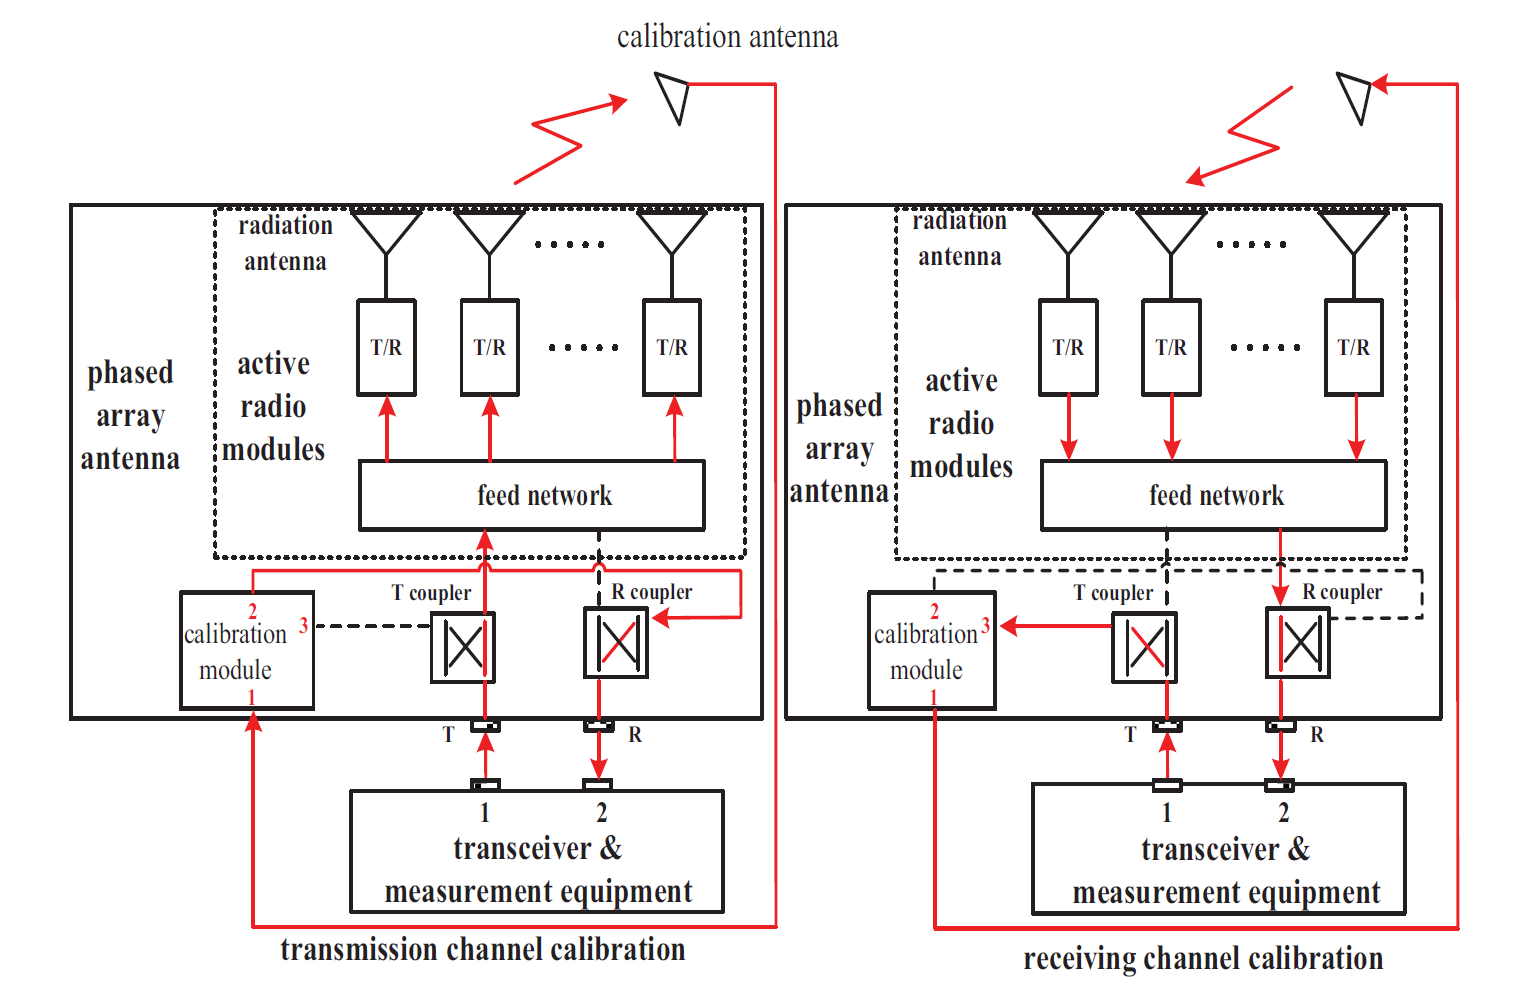 calibration antenna
radiation
antenna
T/R
T/R
T/R
active
radio
modules
phased
array
antenna
feed network
T coupler
R coupler
2
calibration
3
module
1
T
R
1
2
transceiver &
measurement equipment
transmission channel calibration
radiation
antenna
T/R
T/R
T/R
active
radio
modules
phased
array
antenna
feed network
T coupler
R coupler
2
calibration
3
module
1
T
R
1
2
transceiver &
measurement equipment
receiving channel calibration